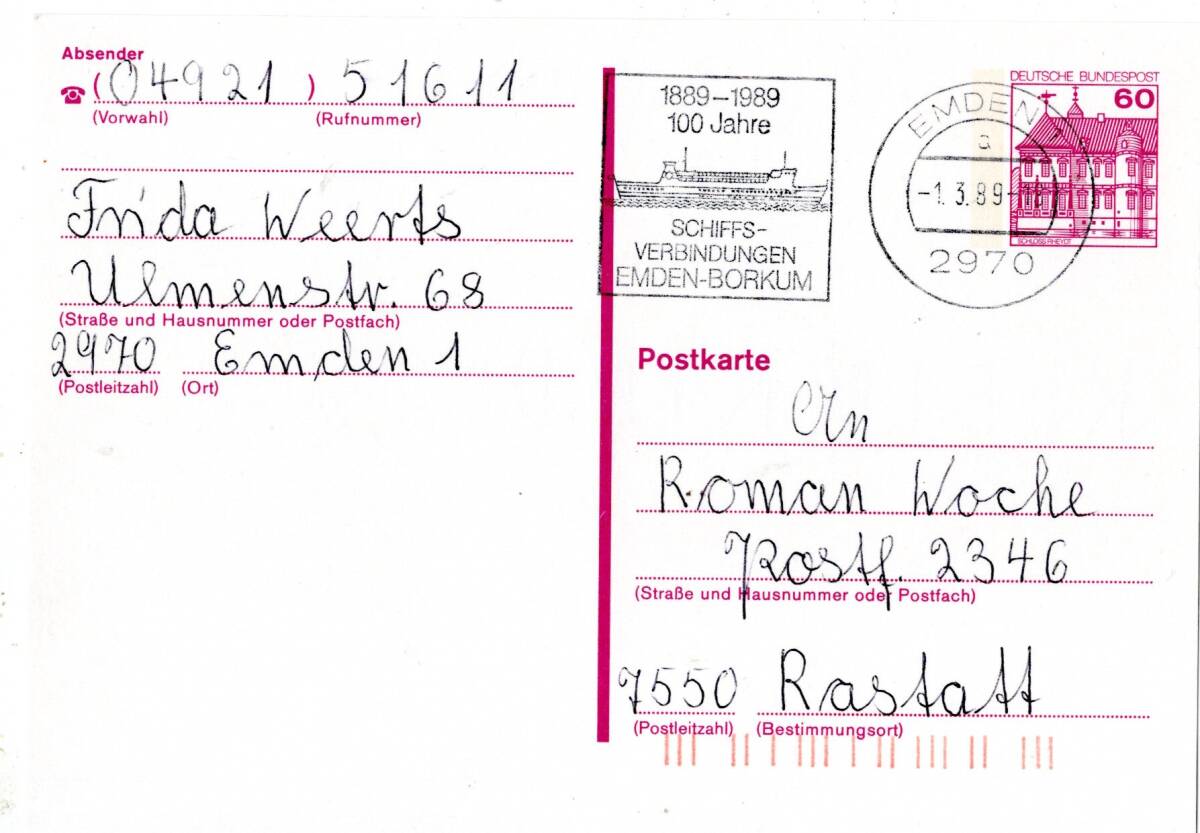 Absender
(04921) 51611
(Vorwahl) (Rufnummer)
Frida Weerts
Ulmenstr. 68
(Straße und Hausnummer oder Postfach)
2970 Emden 1
(Postleitzahl) (Ort)
1889-1989
100 Jahre
SCHIFFS-
VERBINDUNGEN
EMDEN-BORKUM
EMDEN
a
-1.3.89-
2970
DEUTSCHE BUNDESPOST
60
SCHLOSS RHEYDT
Postkarte
An
Roman Woche
Postf. 2346
(Straße und Hausnummer oder Postfach)
7550 Rastatt
(Postleitzahl) (Bestimmungsort)